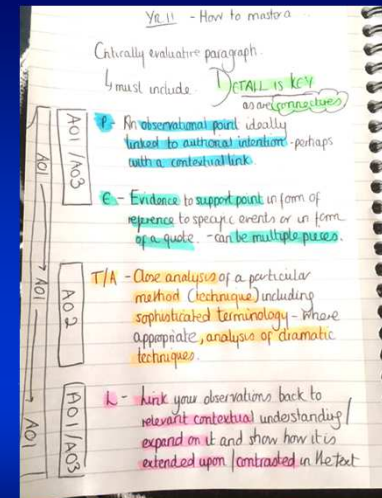 YR 11 - How to master a
Critically evaluative paragraph.
↳ must include.
DETAIL IS KEY
as are connectives
AO1/AO3
P - An observational point ideally
linked to authorial intention - perhaps
with a contextual link.
E - Evidence to support point in form of
reference to specific events or in form
of a quote. - can be multiple pieces.
AO2
T/A - Close analysis of a particular
method (technique) including
sophisticated terminology - where
appropriate, analysis of dramatic
techniques.
AO1/AO3
L - Link your observations back to
relevant contextual understanding /
expand on it and show how it is
extended upon / contrasted in the text
AO1
AO1
AO1